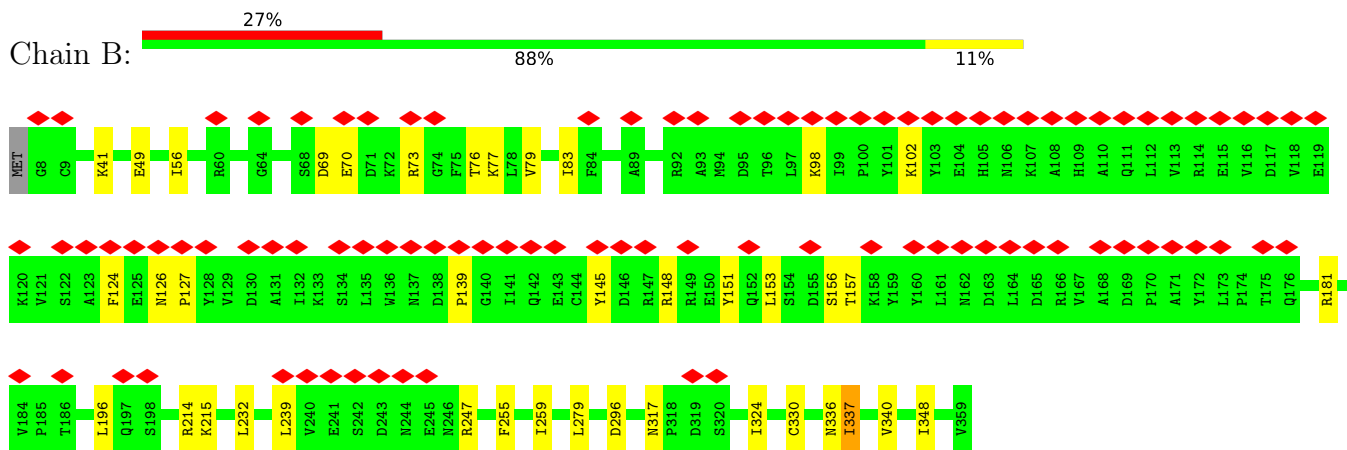 27%
Chain B:
88% 11%
MET G8 C9 K41 E49 I56 R60 G64 S68 D69 E70 D71 K72 R73 G74 F75 T76 K77 L78 V79 I83 F84 A89 R92 A93 M94 D95 T96 L97 K98 I99 P100 Y101 K102 Y103 E104 H105 N106 K107 A108 H109 A110 Q111 L112 V113 R114 E115 V116 D117 V118 E119
K120 V121 S122 A123 F124 E125 N126 P127 Y128 V129 D130 A131 I132 K133 S134 L135 W136 N137 D138 P139 G140 I141 Q142 E143 C144 Y145 D146 R147 R148 R149 E150 Y151 Q152 L153 S154 D155 S156 T157 K158 Y159 Y160 L161 N162 D163 L164 D165 R166 V167 A168 D169 P170 A171 Y172 L173 P174 T175 Q176 R181
V184 P185 T186 L196 Q197 S198 R214 K215 L232 L239 V240 E241 S242 D243 N244 E245 N246 R247 F255 I259 L279 D296 N317 P318 D319 S320 I324 C330 N336 I337 V340 I348 V359